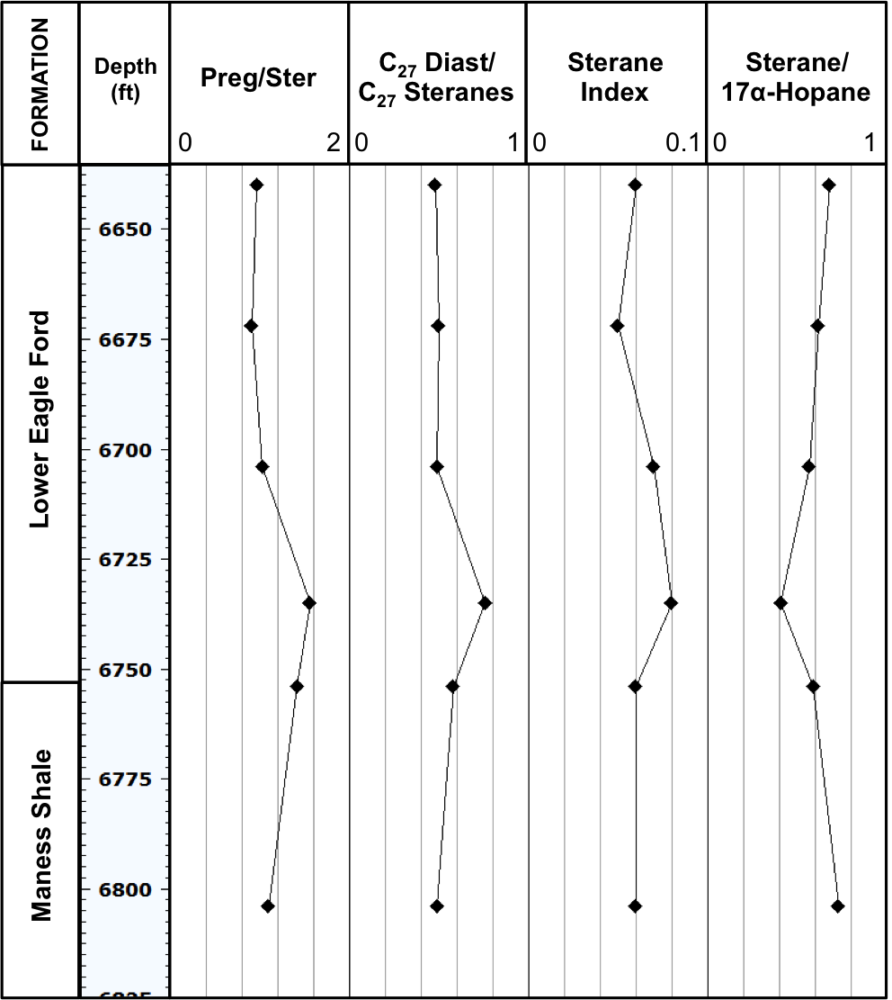 FORMATION
Depth
(ft)
Preg/Ster
C27 Diast/
C27 Steranes
Sterane
Index
Sterane/
17α-Hopane
0 2 0 1 0 0.1 0 1
Lower Eagle Ford
Maness Shale
6650
6675
6700
6725
6750
6775
6800